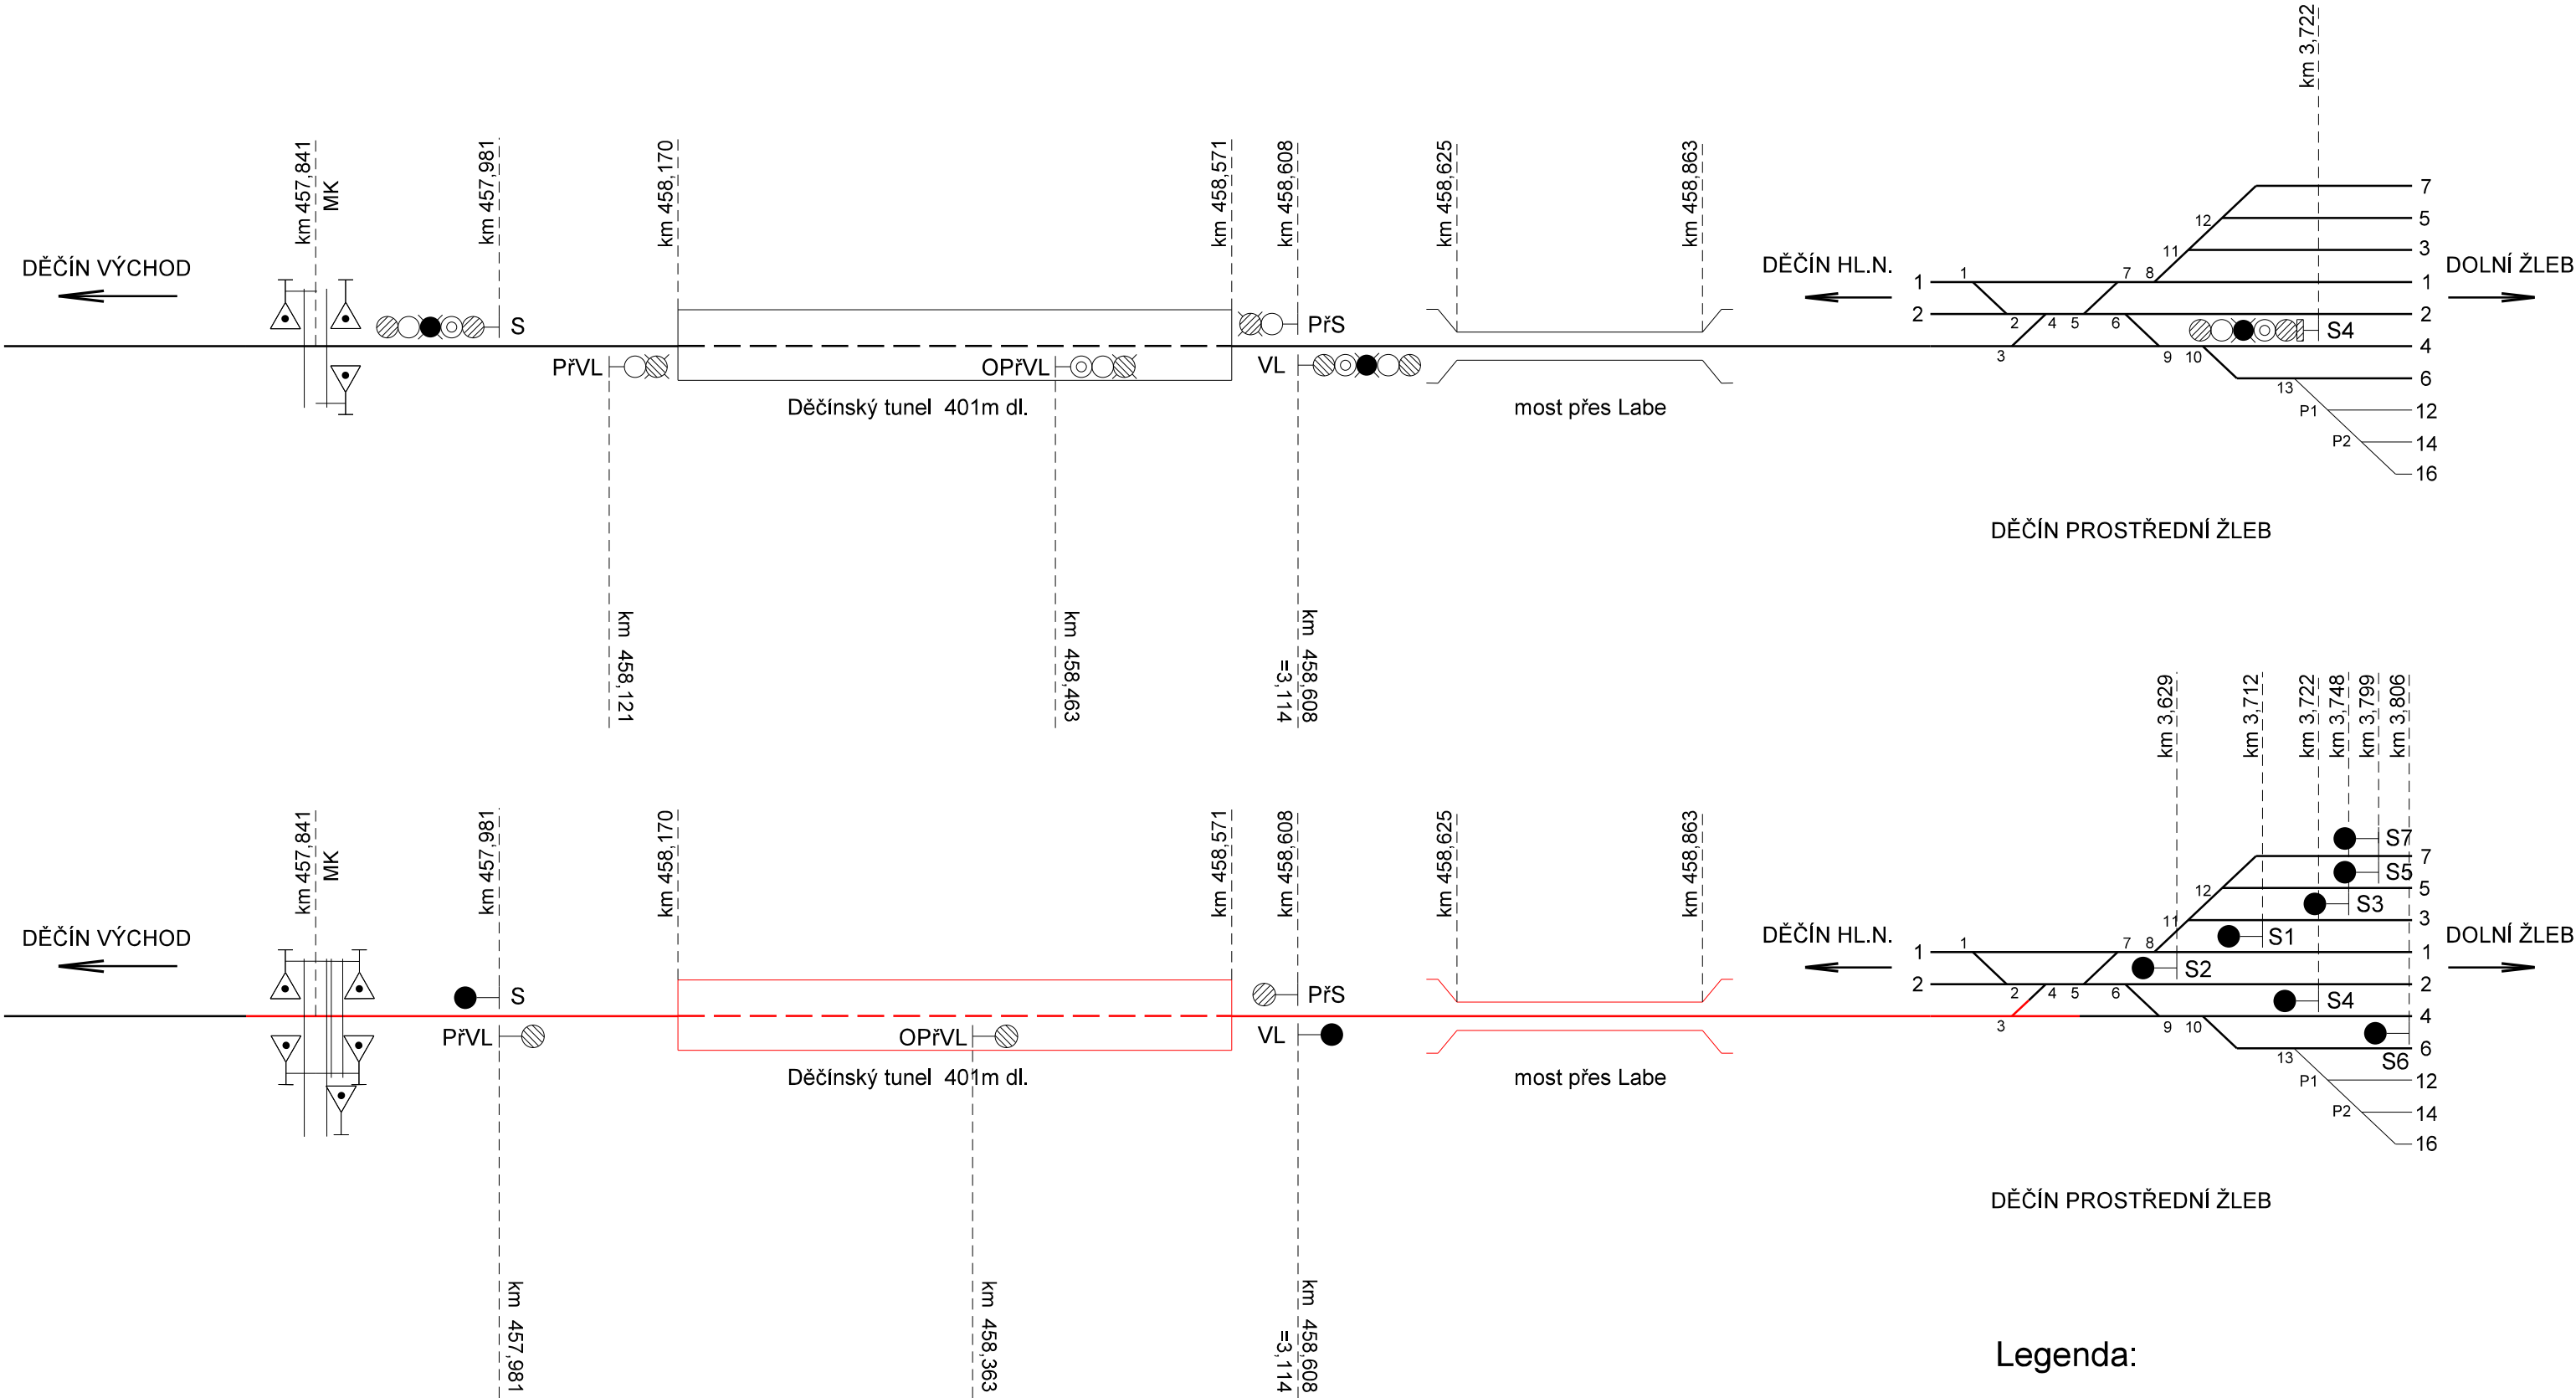 km 3,722
km 457,841
MK
km 457,981
km 458,170
km 458,571
km 458,608
km 458,625
km 458,863
DĚČÍN VÝCHOD
S
PřVL
OPřVL
PřS
VL
Děčínský tunel 401m dl.
most přes Labe
DĚČÍN HL.N.
DOLNÍ ŽLEB
1
2
1
2
3
4
5
6
7
8
9
10
11
12
13
P1
P2
S4
7
5
3
1
2
4
6
12
14
16
DĚČÍN PROSTŘEDNÍ ŽLEB
km 458,121
km 458,463
km 458,608
=3,114
km 3,629
km 3,712
km 3,722
km 3,748
km 3,799
km 3,806
km 457,841
MK
km 457,981
km 458,170
km 458,571
km 458,608
km 458,625
km 458,863
DĚČÍN VÝCHOD
S
PřVL
OPřVL
PřS
VL
Děčínský tunel 401m dl.
most přes Labe
DĚČÍN HL.N.
DOLNÍ ŽLEB
1
2
1
2
3
4
5
6
7
8
9
10
11
12
13
P1
P2
S7
S5
S3
S1
S2
S4
S6
7
5
3
1
2
4
6
12
14
16
DĚČÍN PROSTŘEDNÍ ŽLEB
km 457,981
km 458,363
km 458,608
=3,114
Legenda: